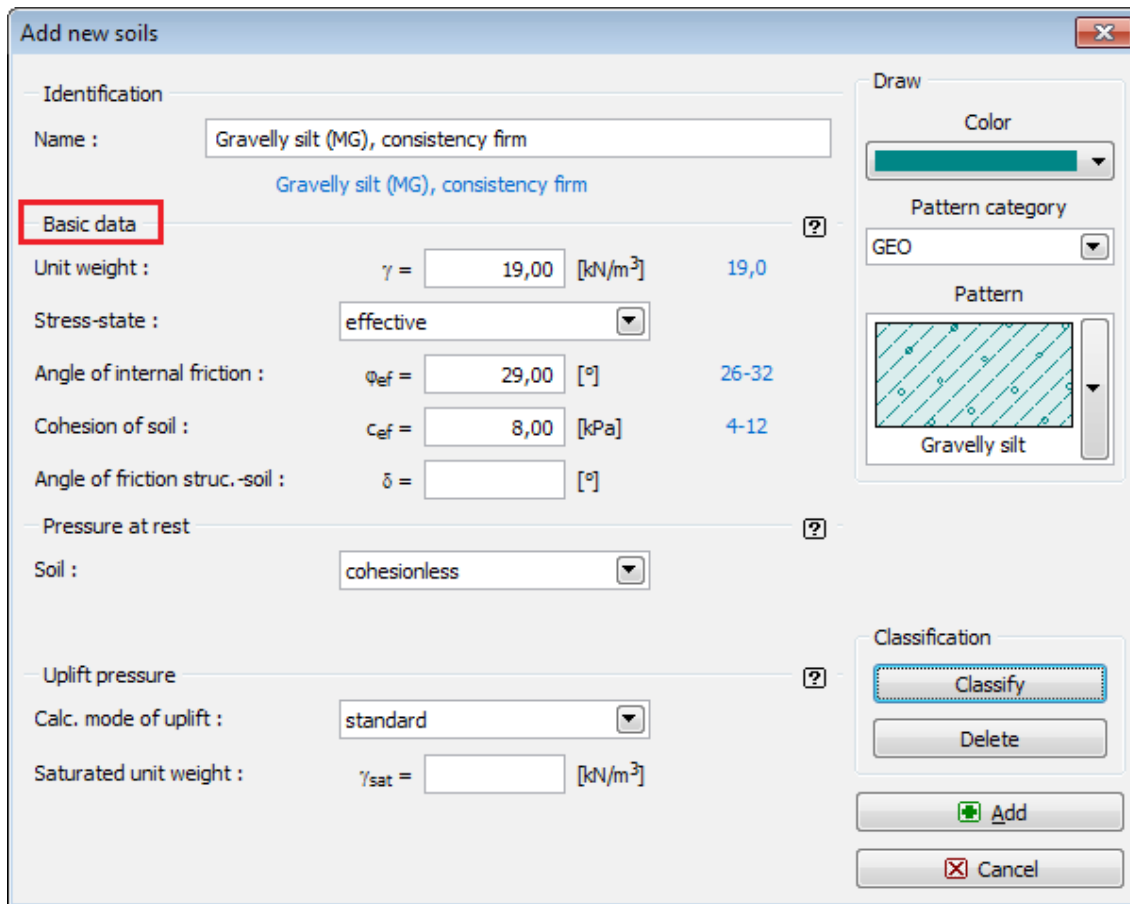 Add new soils
Identification
Name :
Gravelly silt (MG), consistency firm
Gravelly silt (MG), consistency firm
Basic data
Unit weight : γ = 19,00 [kN/m³] 19,0
Stress-state : effective
Angle of internal friction : φef = 29,00 [°] 26-32
Cohesion of soil : cef = 8,00 [kPa] 4-12
Angle of friction struc.-soil : δ = [°]
Pressure at rest
Soil : cohesionless
Uplift pressure
Calc. mode of uplift : standard
Saturated unit weight : γsat = [kN/m³]
Draw
Color
Pattern category
GEO
Pattern
Gravelly silt
Classification
Classify
Delete
Add
Cancel